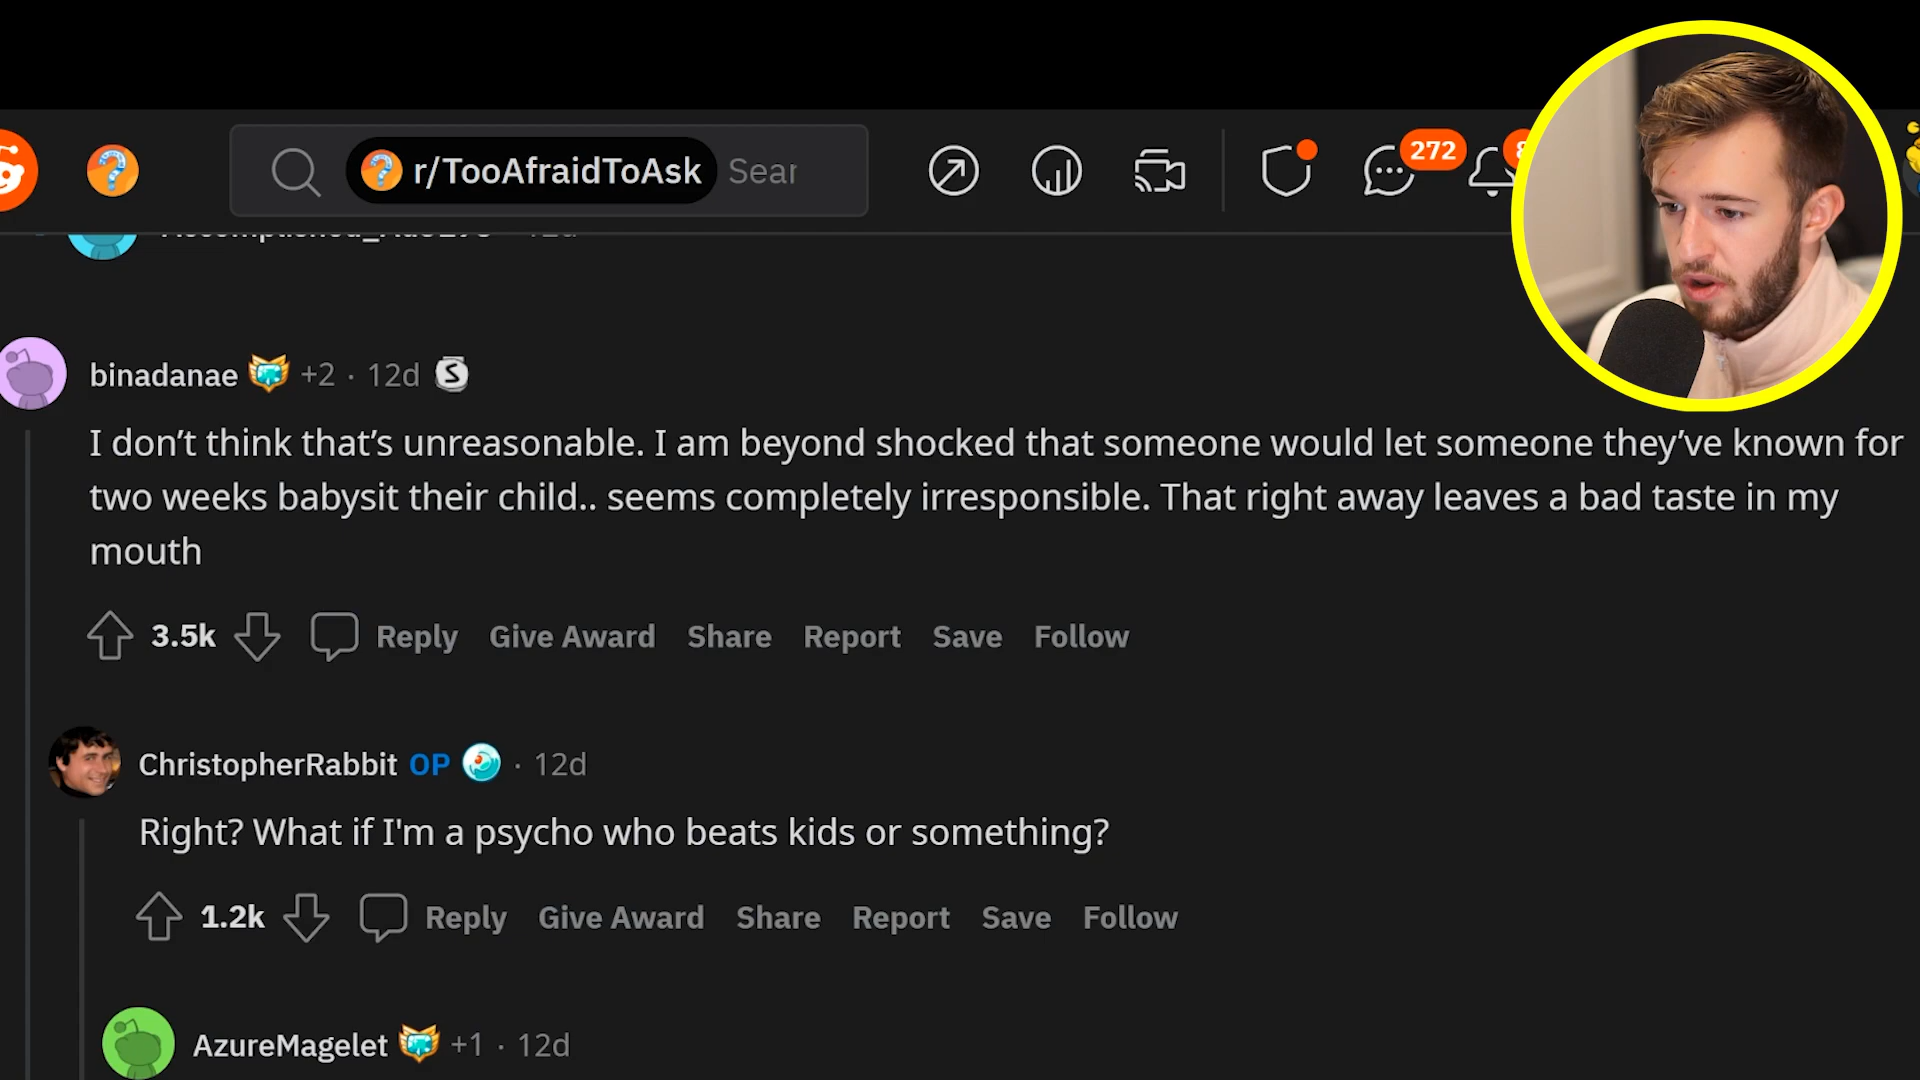 r/TooAfraidToAsk Sear
272
binadanae +2 · 12d
I don’t think that’s unreasonable. I am beyond shocked that someone would let someone they’ve known for
two weeks babysit their child.. seems completely irresponsible. That right away leaves a bad taste in my
mouth
3.5k Reply Give Award Share Report Save Follow
ChristopherRabbit OP · 12d
Right? What if I'm a psycho who beats kids or something?
1.2k Reply Give Award Share Report Save Follow
AzureMagelet +1 · 12d